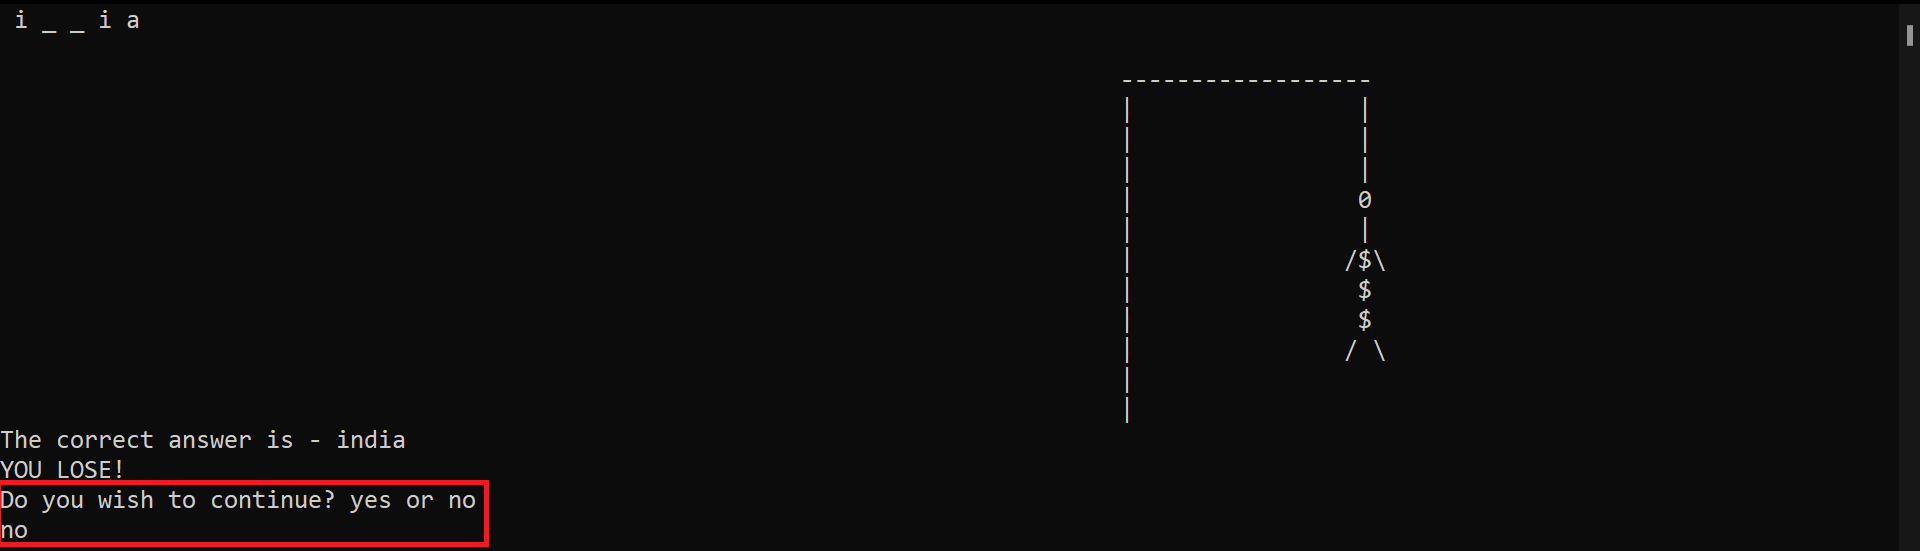 i _ _ i a
------------------
| |
| |
| |
| 0
| |
| /$\
| $
| $
| / \
|
|
The correct answer is - india
YOU LOSE!
Do you wish to continue? yes or no
no